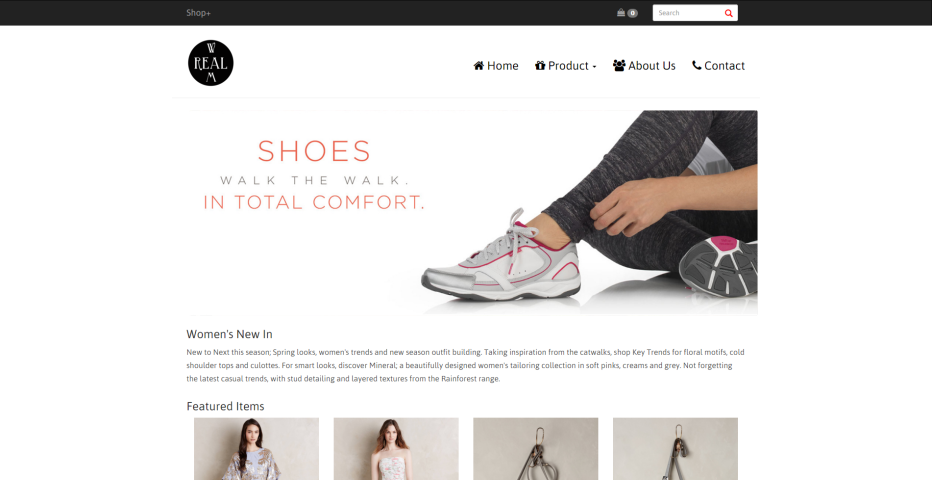 Shop+
0
Search
W
REAL
M
Home
Product
About Us
Contact
SHOES
WALK THE WALK.
IN TOTAL COMFORT.
Women's New In
New to Next this season; Spring looks, women's trends and new season outfit building. Taking inspiration from the catwalks, shop Key Trends for floral motifs, cold
shoulder tops and culottes. For smart looks, discover Mineral; a beautifully designed women's tailoring collection in soft pinks, creams and grey. Not forgetting
the latest casual trends, with stud detailing and layered textures from the Rainforest range.
Featured Items